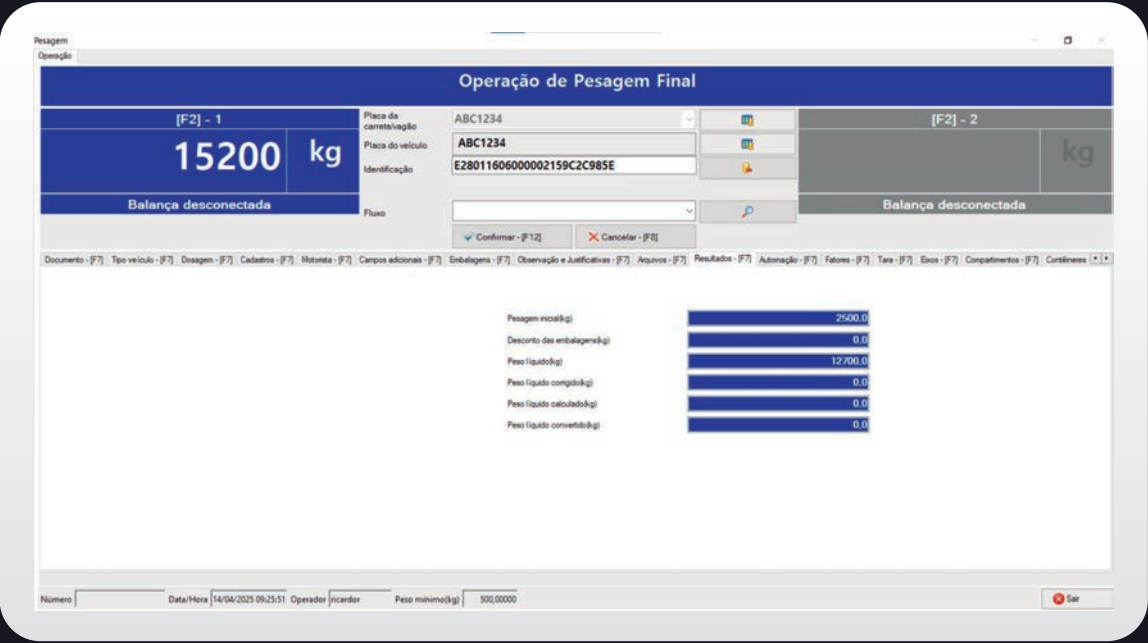 Pesagem
Operação
Operação de Pesagem Final
[F2] - 1
15200 kg
Balança desconectada
Placa da carreta/vagão
ABC1234
Placa do veículo
ABC1234
Identificação
E28011606000002159C2C985E
Fluxo
Confirmar - [F12]
Cancelar - [F8]
[F2] - 2
kg
Balança desconectada
Documento - [F7] Tipo veículo - [F7] Dosagem - [F7] Cadastros - [F7] Motorista - [F7] Campos adicionais - [F7] Embalagens - [F7] Observação e Justificativas - [F7] Arquivos - [F7] Resultados - [F7] Automação - [F7] Fatores - [F7] Tara - [F7] Eixos - [F7] Compartimentos - [F7] Contêineres
Pesagem inicial(kg) 2500,0
Desconto das embalagens(kg) 0,0
Peso líquido(kg) 12700,0
Peso líquido corrigido(kg) 0,0
Peso líquido calculado(kg) 0,0
Peso líquido convertido(kg) 0,0
Número Data/Hora 14/04/2025 09:25:51 Operador ricardor Peso mínimo(kg) 500,00000
Sair